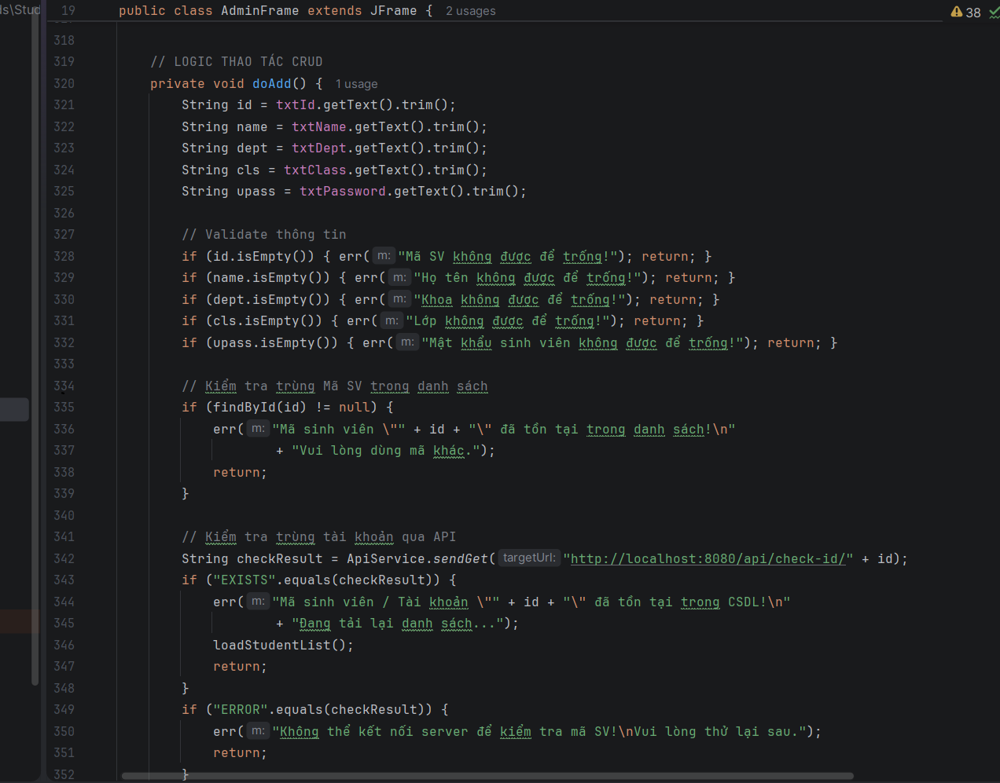 ds\Stud
19 public class AdminFrame extends JFrame { 2 usages 38
318
319 // LOGIC THAO TÁC CRUD
320 private void doAdd() { 1 usage
321 String id = txtId.getText().trim();
322 String name = txtName.getText().trim();
323 String dept = txtDept.getText().trim();
324 String cls = txtClass.getText().trim();
325 String upass = txtPassword.getText().trim();
326
327 // Validate thông tin
328 if (id.isEmpty()) { err( m: "Mã SV không được để trống!"); return; }
329 if (name.isEmpty()) { err( m: "Họ tên không được để trống!"); return; }
330 if (dept.isEmpty()) { err( m: "Khoa không được để trống!"); return; }
331 if (cls.isEmpty()) { err( m: "Lớp không được để trống!"); return; }
332 if (upass.isEmpty()) { err( m: "Mật khẩu sinh viên không được để trống!"); return; }
333
334 // Kiểm tra trùng Mã SV trong danh sách
335 if (findById(id) != null) {
336 err( m: "Mã sinh viên \"" + id + "\" đã tồn tại trong danh sách!\n"
337 + "Vui lòng dùng mã khác.");
338 return;
339 }
340
341 // Kiểm tra trùng tài khoản qua API
342 String checkResult = ApiService.sendGet( targetUrl: "http://localhost:8080/api/check-id/" + id);
343 if ("EXISTS".equals(checkResult)) {
344 err( m: "Mã sinh viên / Tài khoản \"" + id + "\" đã tồn tại trong CSDL!\n"
345 + "Đang tải lại danh sách...");
346 loadStudentList();
347 return;
348 }
349 if ("ERROR".equals(checkResult)) {
350 err( m: "Không thể kết nối server để kiểm tra mã SV!\nVui lòng thử lại sau.");
351 return;
352 }